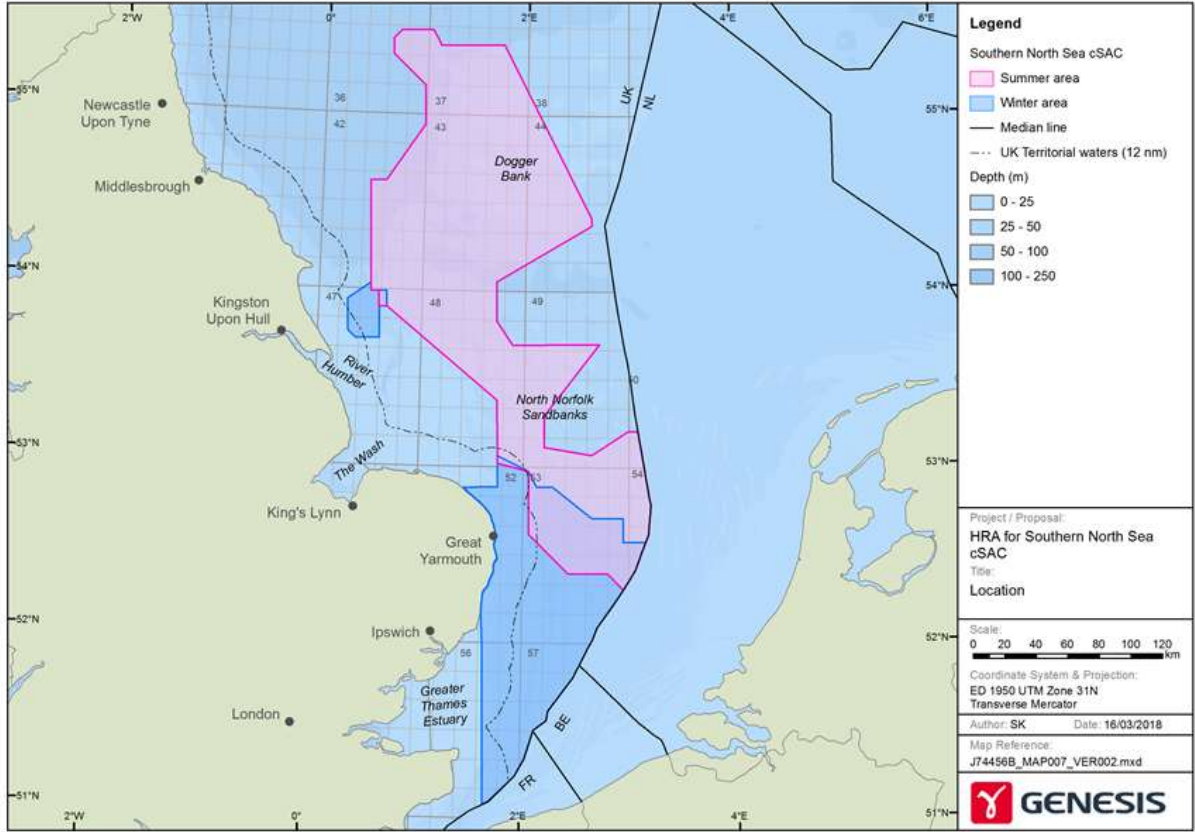 2°W
0°
2°E
4°E
6°E
55°N
Newcastle
Upon Tyne
36
37
38
UK
NL
55°N
42
43
44
Middlesbrough
Dogger
Bank
54°N
47
48
49
54°N
Kingston
Upon Hull
River
Humber
North Norfolk
Sandbanks
53°N
The Wash
52
53
54
53°N
King's Lynn
Great
Yarmouth
52°N
Ipswich
56
57
52°N
Greater
Thames
Estuary
London
BE
FR
51°N
51°N
2°W
0°
2°E
4°E
Legend
Southern North Sea cSAC
Summer area
Winter area
Median line
UK Territorial waters (12 nm)
Depth (m)
0 - 25
25 - 50
50 - 100
100 - 250
Project / Proposal:
HRA for Southern North Sea
cSAC
Title:
Location
Scale:
0 20 40 60 80 100 120
km
Coordinate System & Projection:
ED 1950 UTM Zone 31N
Transverse Mercator
Author: SK Date: 16/03/2018
Map Reference:
J74456B_MAP007_VER002.mxd
GENESIS